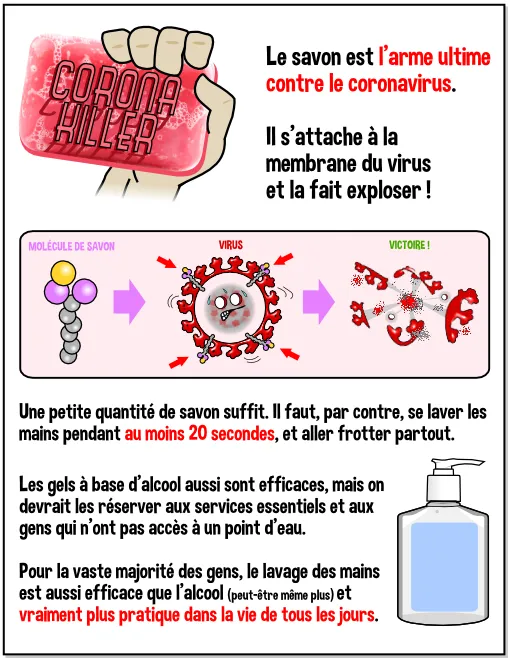 CORONA
KILLER
Le savon est l'arme ultime
contre le coronavirus.
Il s'attache à la
membrane du virus
et la fait exploser !
MOLÉCULE DE SAVON
VIRUS
VICTOIRE !
Une petite quantité de savon suffit. Il faut, par contre, se laver les
mains pendant au moins 20 secondes, et aller frotter partout.
Les gels à base d'alcool aussi sont efficaces, mais on
devrait les réserver aux services essentiels et aux
gens qui n'ont pas accès à un point d'eau.
Pour la vaste majorité des gens, le lavage des mains
est aussi efficace que l'alcool (peut-être même plus) et
vraiment plus pratique dans la vie de tous les jours.